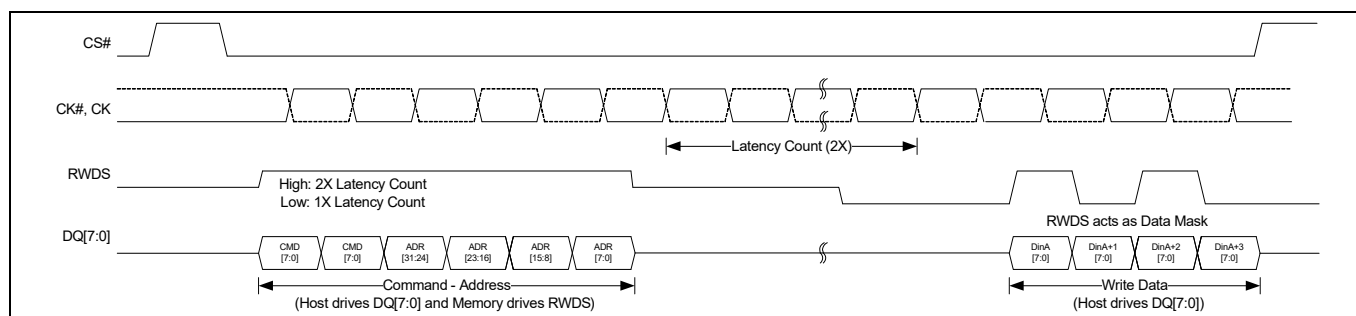 CS#
CK#, CK
Latency Count (2X)
RWDS
High: 2X Latency Count
Low: 1X Latency Count
RWDS acts as Data Mask
DQ[7:0]
CMD [7:0]
CMD [7:0]
ADR [31:24]
ADR [23:16]
ADR [15:8]
ADR [7:0]
DinA [7:0]
DinA+1 [7:0]
DinA+2 [7:0]
DinA+3 [7:0]
Command - Address
(Host drives DQ[7:0] and Memory drives RWDS)
Write Data
(Host drives DQ[7:0])